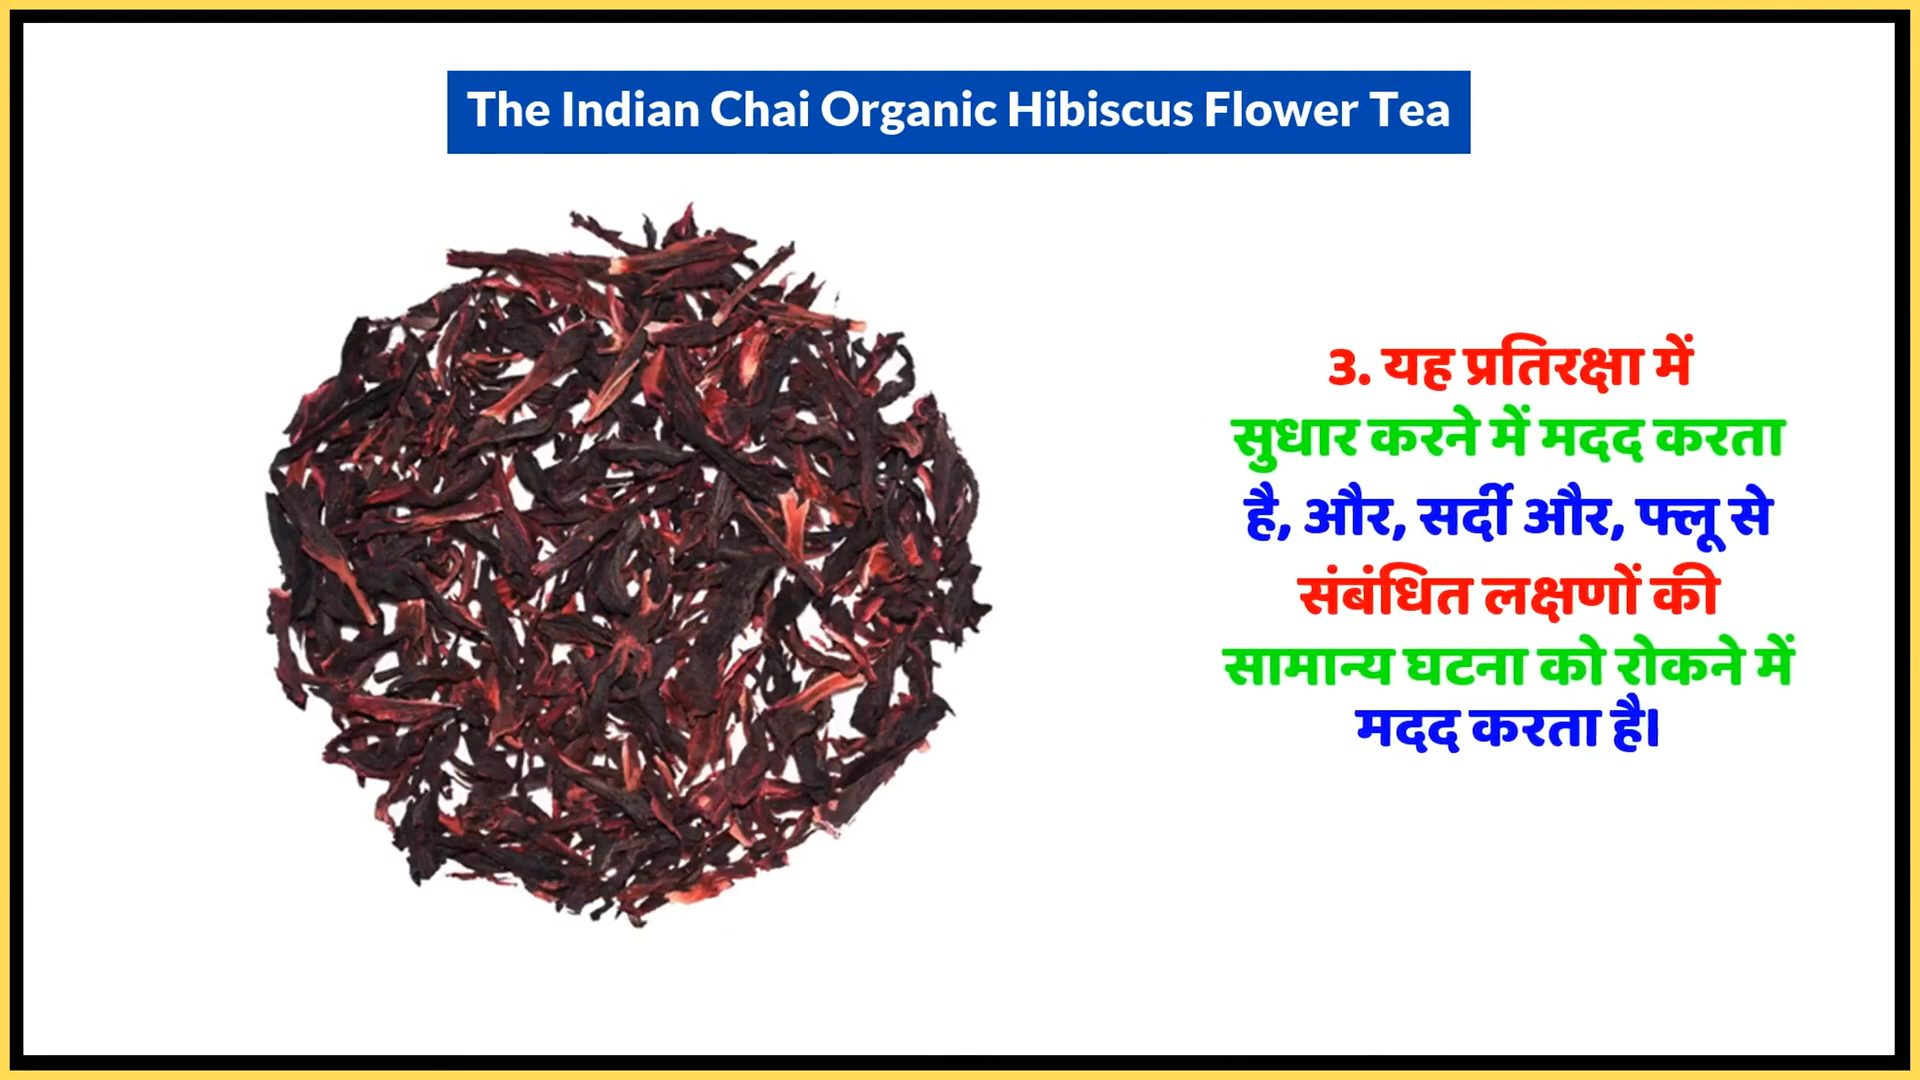 The Indian Chai Organic Hibiscus Flower Tea
3. यह प्रतिरक्षा में
सुधार करने में मदद करता
है, और, सर्दी और, फ्लू से
संबंधित लक्षणों की
सामान्य घटना को रोकने में
मदद करता है।